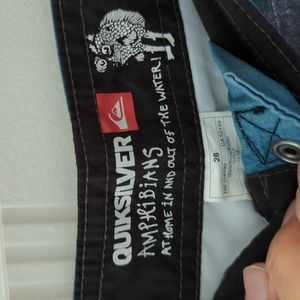 QUIKSILVER
AMPHIBIANS
AT HOME IN AND OUT OF THE WATER!
28